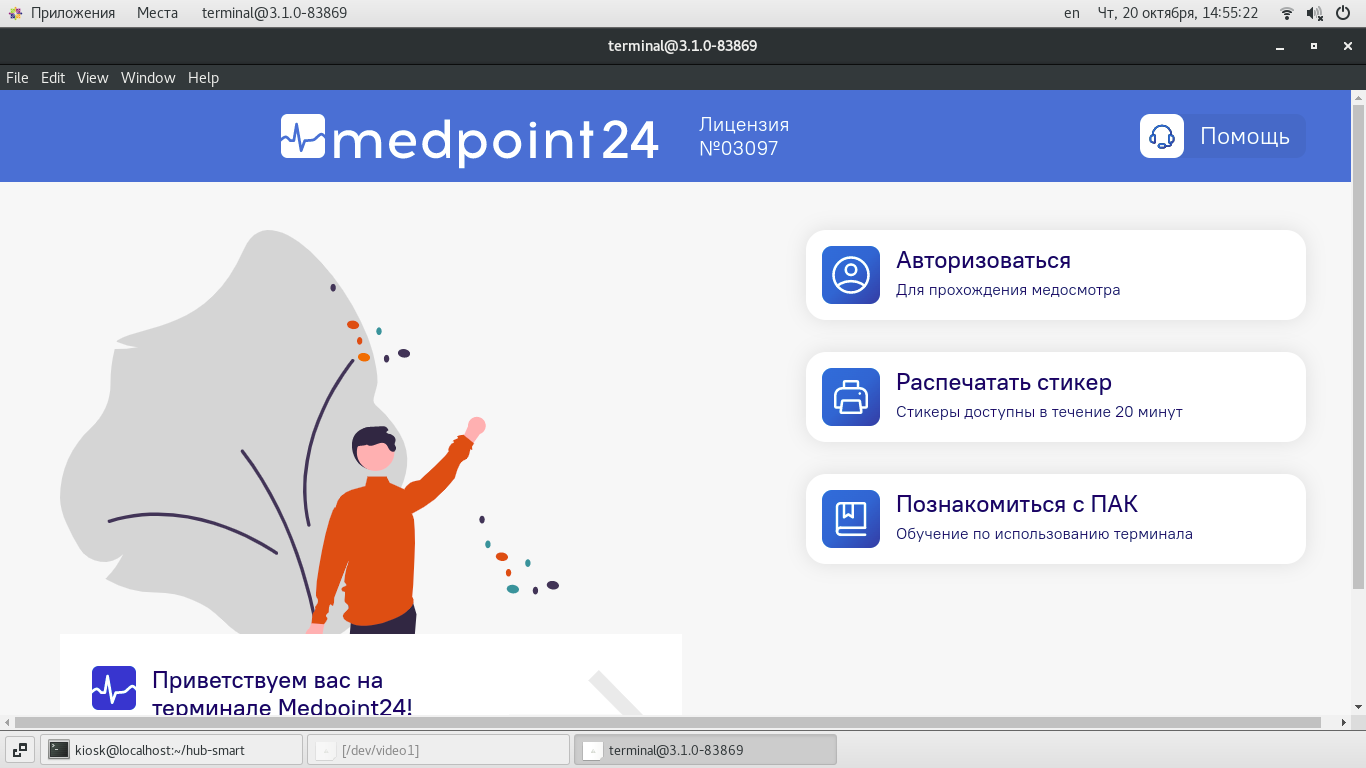 Приложения Места terminal@3.1.0-83869 en Чт, 20 октября, 14:55:22
terminal@3.1.0-83869
File Edit View Window Help
medpoint24
Лицензия
№03097
Помощь
Авторизоваться
Для прохождения медосмотра
Распечатать стикер
Стикеры доступны в течение 20 минут
Познакомиться с ПАК
Обучение по использованию терминала
Приветствуем вас на
терминале Medpoint24!
kiosk@localhost:~/hub-smart [/dev/video1] terminal@3.1.0-83869